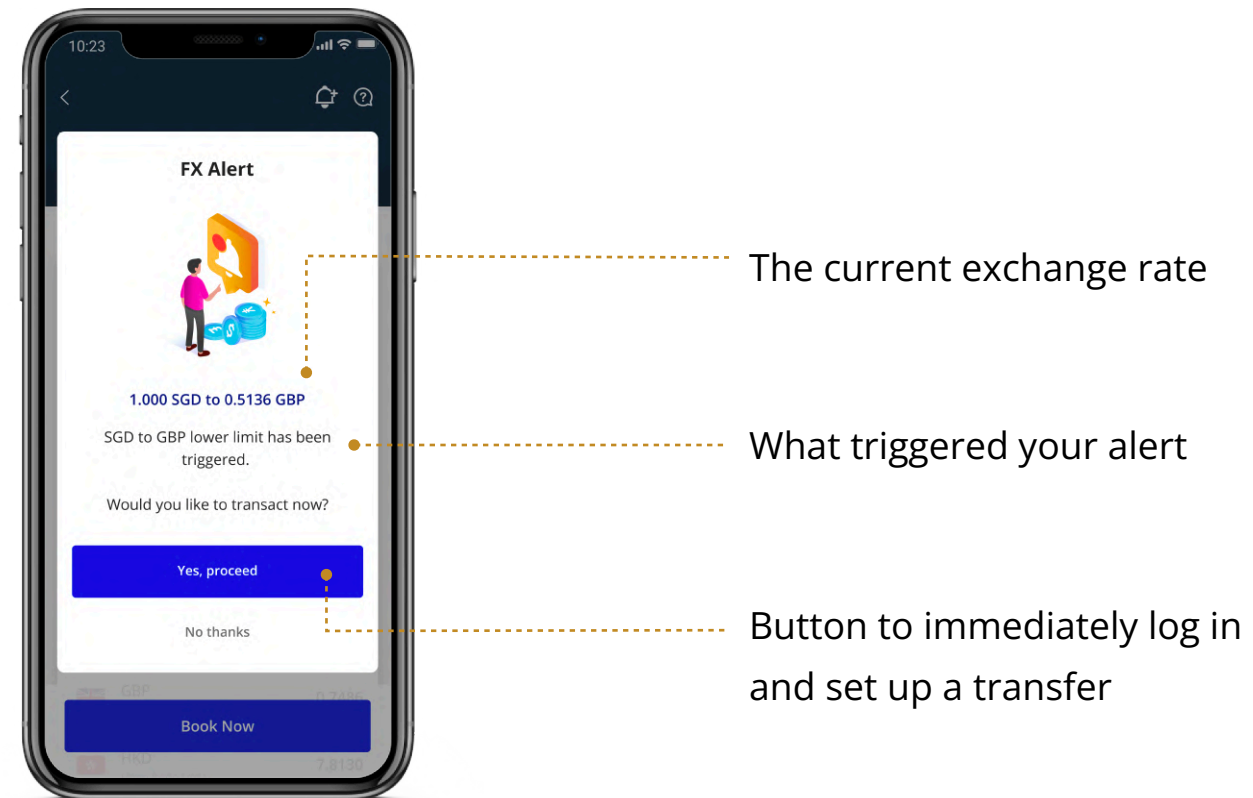 10:23
FX Alert
The current exchange rate
1.000 SGD to 0.5136 GBP
SGD to GBP lower limit has been
triggered.
What triggered your alert
Would you like to transact now?
Yes, proceed
No thanks
Button to immediately log in
and set up a transfer
GBP 0.7486
Book Now
HKD 7.8130